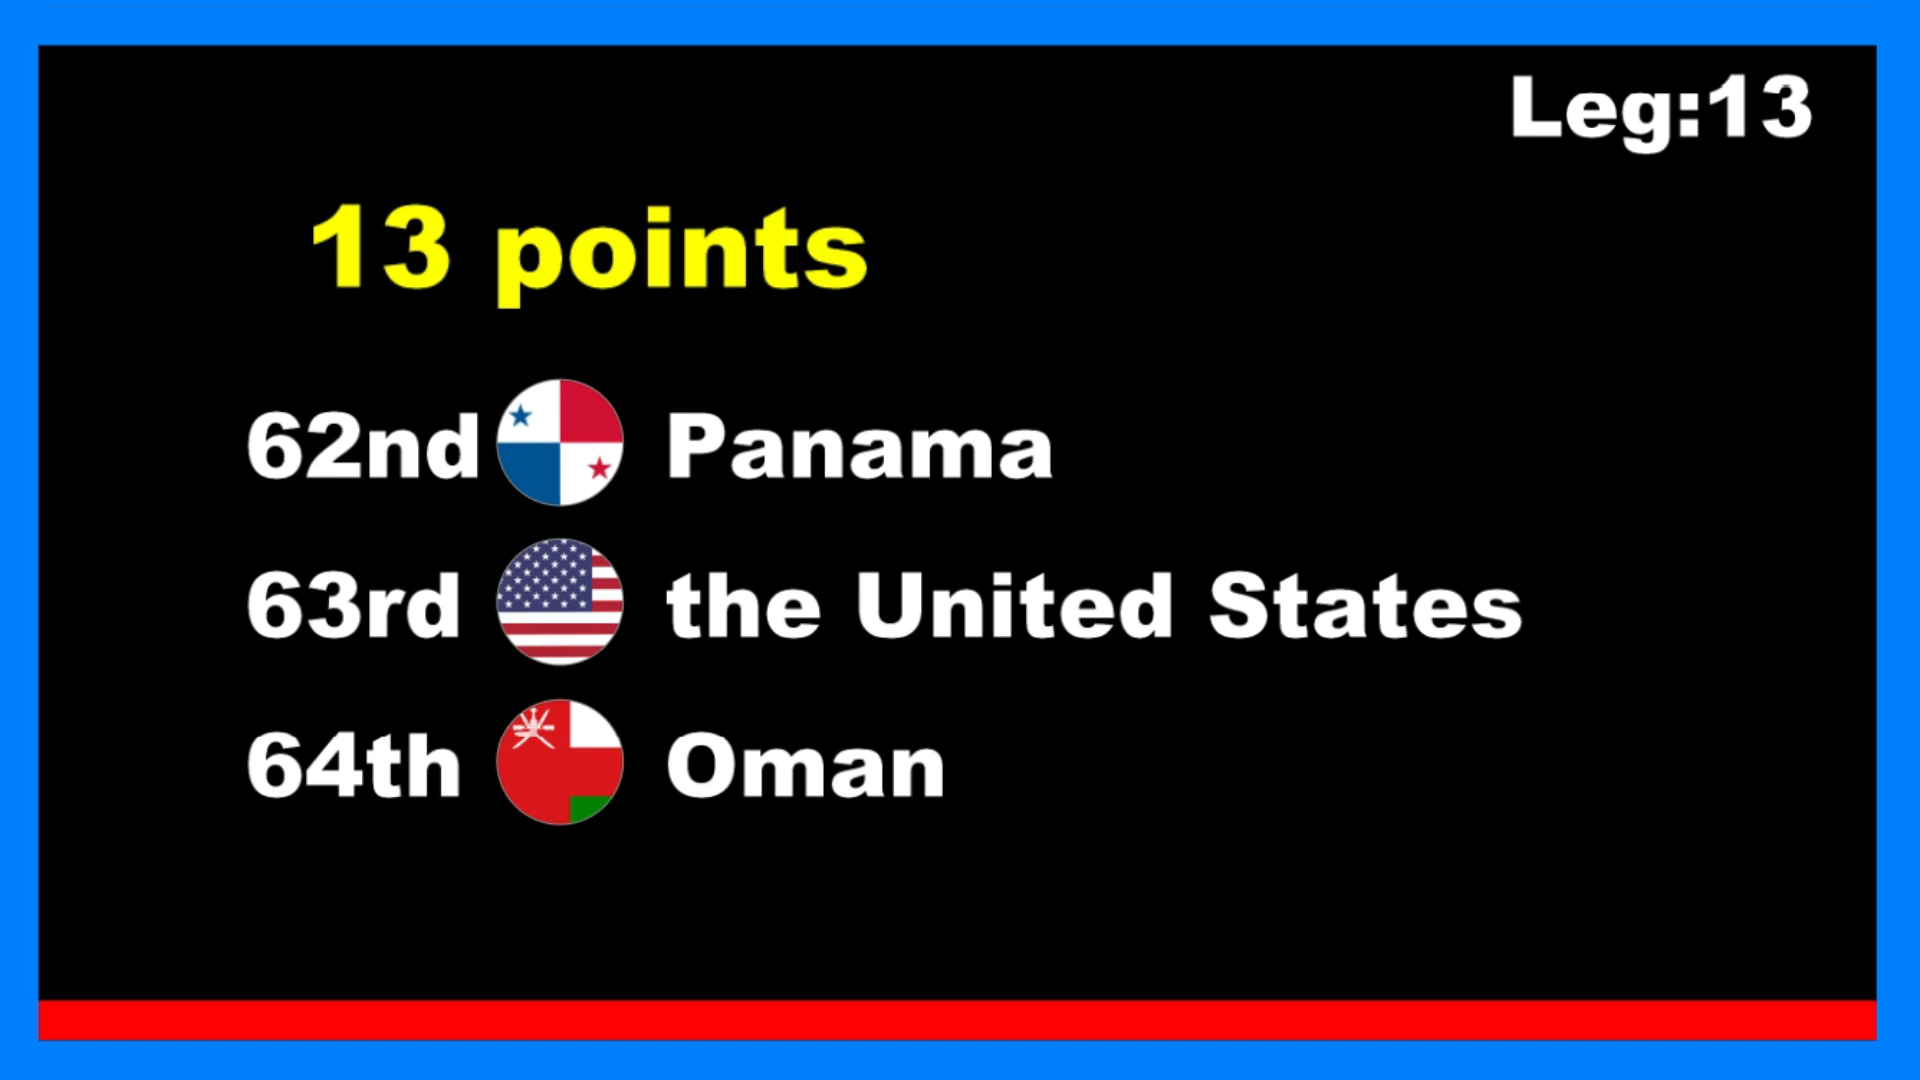 Leg:13
13 points
62nd Panama
63rd the United States
64th Oman